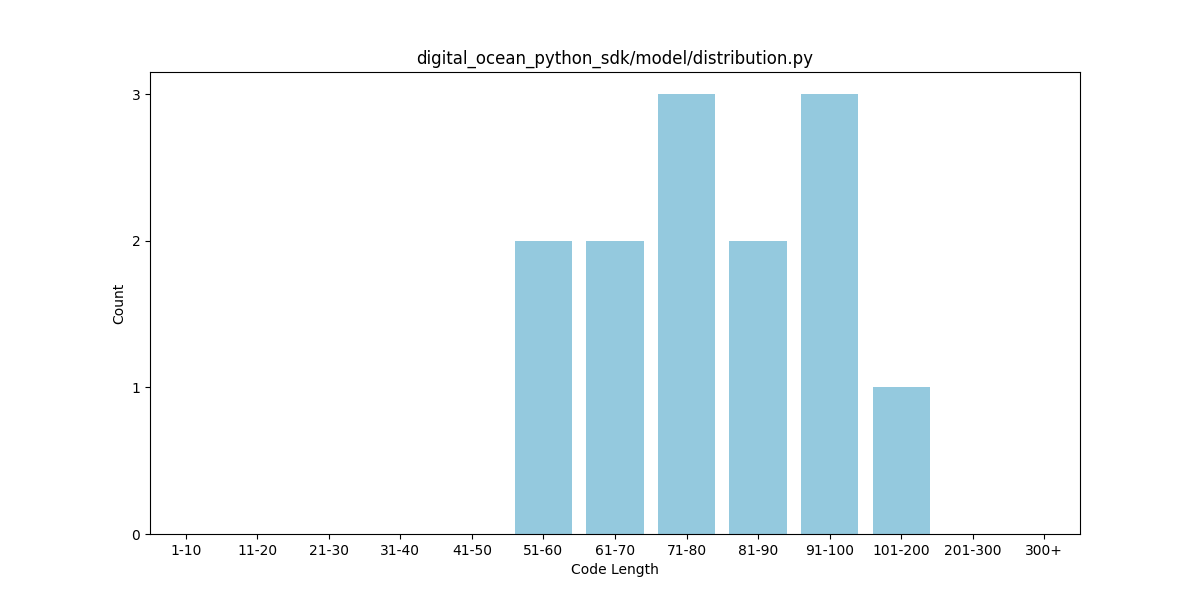 digital_ocean_python_sdk/model/distribution.py
3
2
1
0
Count
1-10 11-20 21-30 31-40 41-50 51-60 61-70 71-80 81-90 91-100 101-200 201-300 300+
Code Length